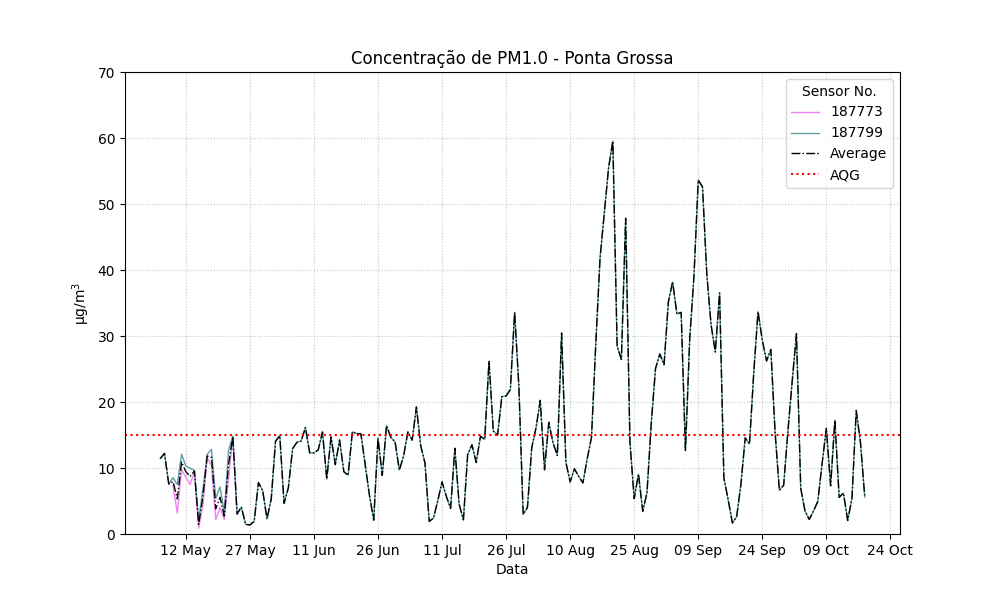 Concentração de PM1.0 - Ponta Grossa
70
60
50
40
30
20
10
0
µg/m³
Sensor No.
187773
187799
Average
AQG
12 May 27 May 11 Jun 26 Jun 11 Jul 26 Jul 10 Aug 25 Aug 09 Sep 24 Sep 09 Oct 24 Oct
Data